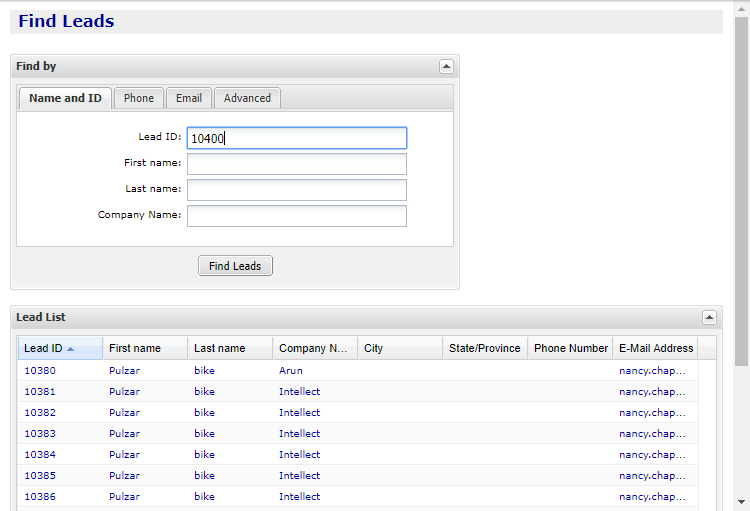 Find Leads
Find by
Name and ID Phone Email Advanced
Lead ID: 10400
First name:
Last name:
Company Name:
Find Leads
Lead List
Lead ID First name Last name Company N... City State/Province Phone Number E-Mail Address
10380 Pulzar bike Arun nancy.chap...
10381 Pulzar bike Intellect nancy.chap...
10382 Pulzar bike Intellect nancy.chap...
10383 Pulzar bike Intellect nancy.chap...
10384 Pulzar bike Intellect nancy.chap...
10385 Pulzar bike Intellect nancy.chap...
10386 Pulzar bike Intellect nancy.chap...